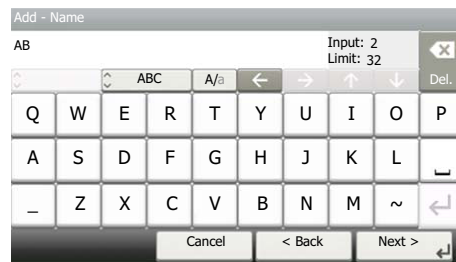 Add - Name
AB
Input: 2
Limit: 32
ABC A/a ← → ↑ ↓ Del.
Q W E R T Y U I O P
A S D F G H J K L
_ Z X C V B N M ~
Cancel < Back Next >